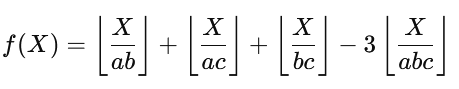 f(X) = ⌊X/ab⌋ + ⌊X/ac⌋ + ⌊X/bc⌋ − 3⌊X/abc⌋